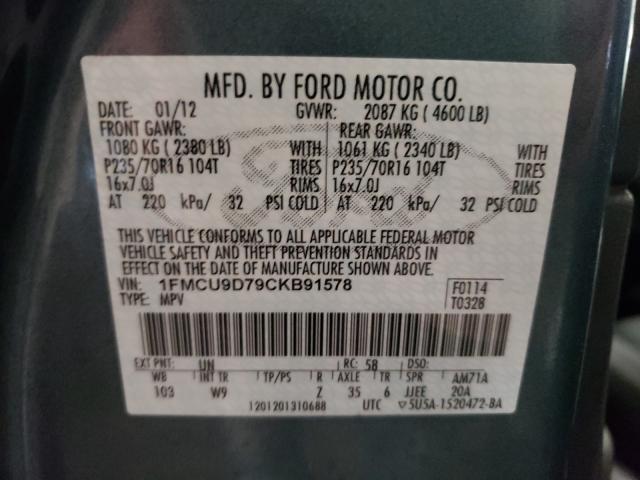 MFD. BY FORD MOTOR CO.
DATE: 01/12 GVWR: 2087 KG ( 4600 LB)
FRONT GAWR: REAR GAWR:
1080 KG ( 2380 LB) WITH 1061 KG ( 2340 LB) WITH
P235/70R16 104T TIRES P235/70R16 104T TIRES
16x7.0J RIMS 16x7.0J RIMS
AT 220 kPa/ 32 PSI COLD AT 220 kPa/ 32 PSI COLD
THIS VEHICLE CONFORMS TO ALL APPLICABLE FEDERAL MOTOR
VEHICLE SAFETY AND THEFT PREVENTION STANDARDS IN
EFFECT ON THE DATE OF MANUFACTURE SHOWN ABOVE.
VIN: 1FMCU9D79CKB91578 F0114
TYPE: MPV T0328
EXT PNT: UN RC: 58 DSO:
WB INT TR TP/PS R AXLE TR SPR AM71A
103 W9 Z 35 6 JJEE 20A
1201201310688 UTC ▽5U5A-1520472-BA